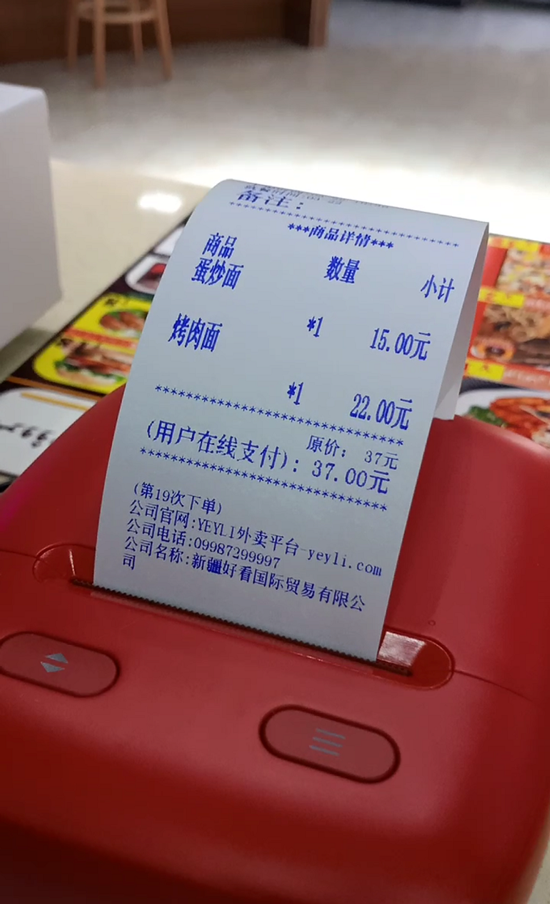 备注:
*******************************
***商品详情***
商品 数量 小计
蛋炒面
*1 15.00元
烤肉面
*1 22.00元
*******************************
原价: 37元
(用户在线支付): 37.00元
*******************************
(第19次下单)
公司官网:YEYLI外卖平台-yeyli.com
公司电话:09987399997
公司名称:新疆好看国际贸易有限公
司